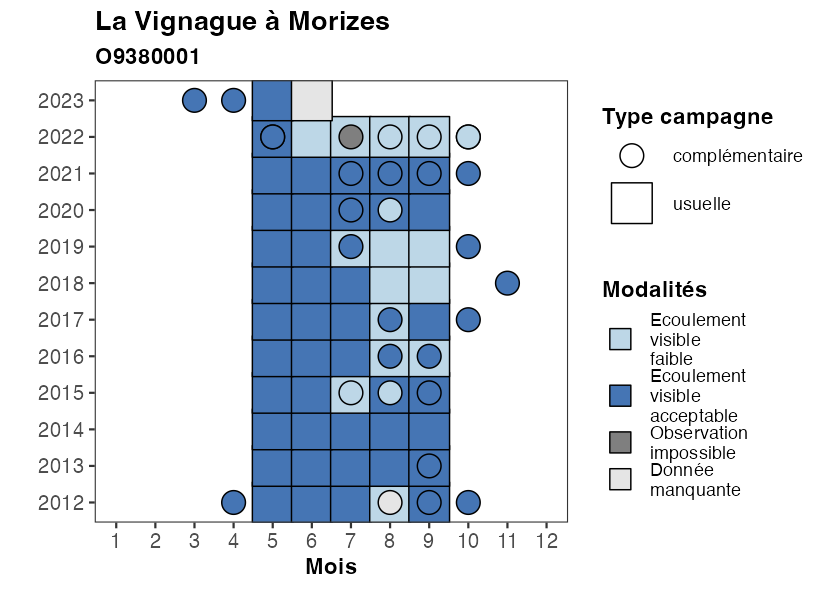 La Vignague à Morizes
O9380001
2023
2022
2021
2020
2019
2018
2017
2016
2015
2014
2013
2012
1 2 3 4 5 6 7 8 9 10 11 12
Mois
Type campagne
complémentaire
usuelle
Modalités
Ecoulement
visible
faible
Ecoulement
visible
acceptable
Observation
impossible
Donnée
manquante